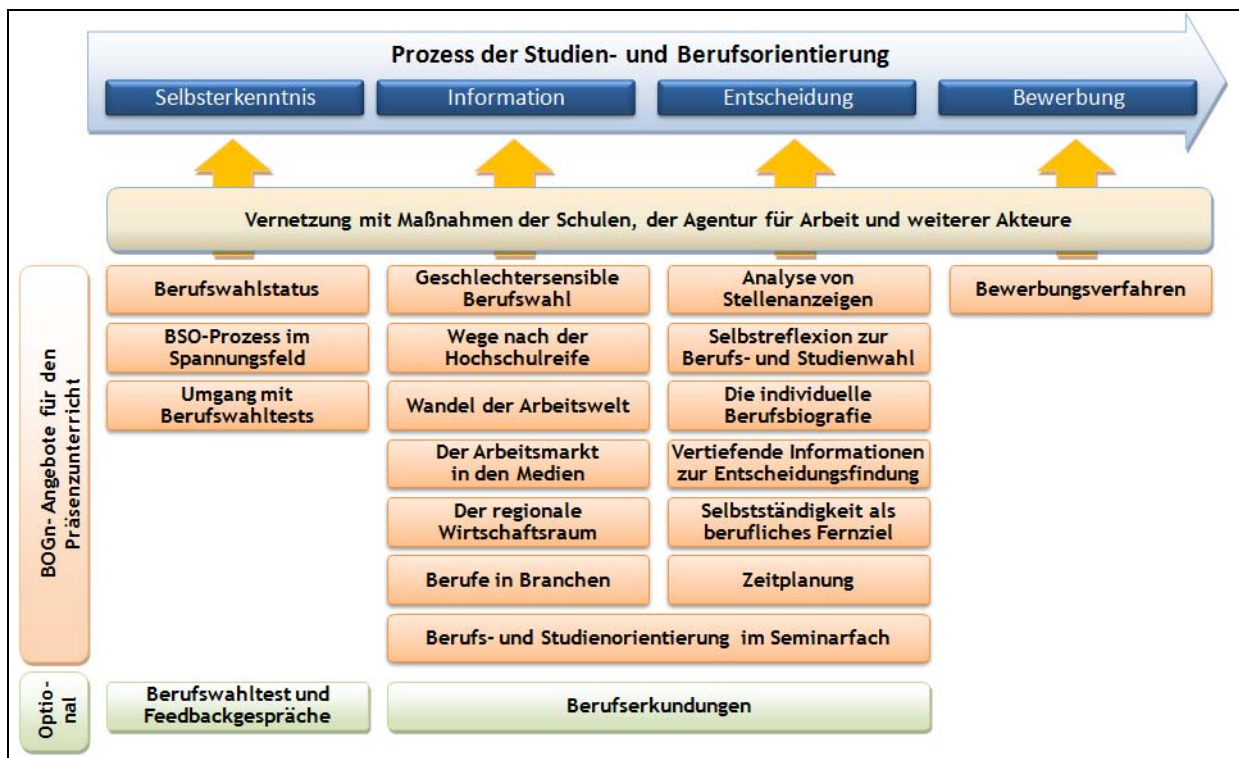 Prozess der Studien- und Berufsorientierung
Selbsterkenntnis
Information
Entscheidung
Bewerbung
Vernetzung mit Maßnahmen der Schulen, der Agentur für Arbeit und weiterer Akteure
BOGn- Angebote für den
Präsenzunterricht
Berufswahlstatus
BSO-Prozess im
Spannungsfeld
Umgang mit
Berufswahltests
Geschlechtersensible
Berufswahl
Wege nach der
Hochschulreife
Wandel der Arbeitswelt
Der Arbeitsmarkt
in den Medien
Der regionale
Wirtschaftsraum
Berufe in Branchen
Analyse von
Stellenanzeigen
Selbstreflexion zur
Berufs- und Studienwahl
Die individuelle
Berufsbiografie
Vertiefende Informationen
zur Entscheidungsfindung
Selbstständigkeit als
berufliches Fernziel
Zeitplanung
Bewerbungsverfahren
Berufs- und Studienorientierung im Seminarfach
Optio-
nal
Berufswahltest und
Feedbackgespräche
Berufserkundungen